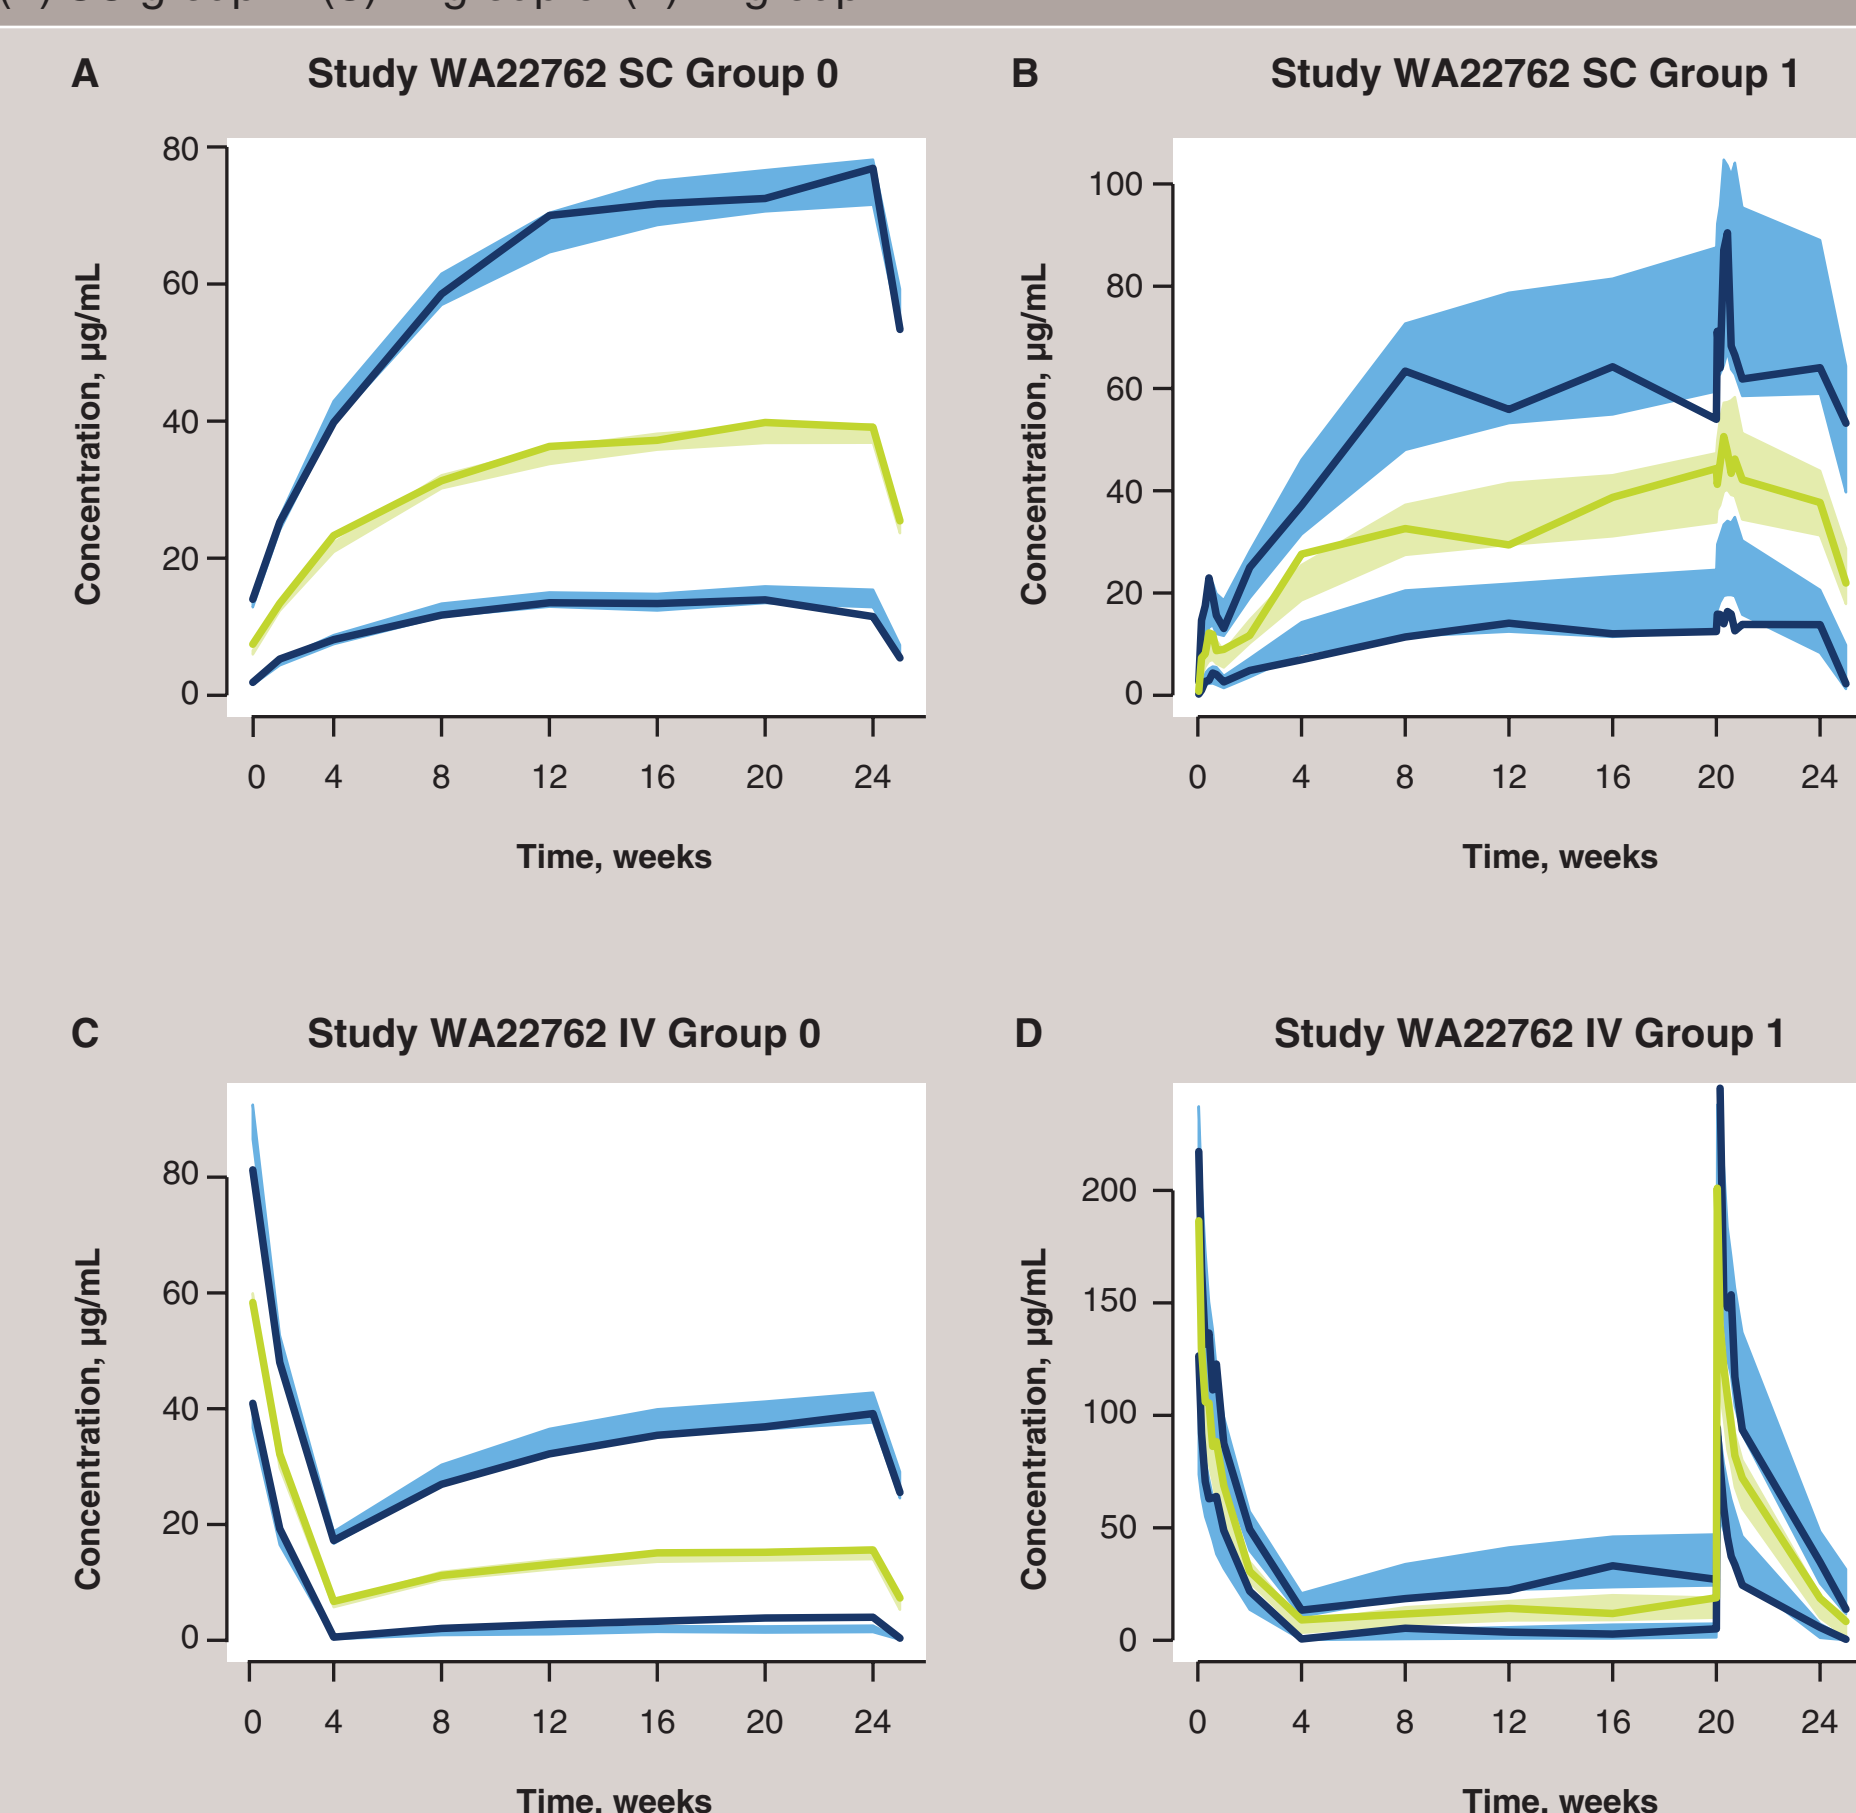 A Study WA22762 SC Group 0
80
60
40
20
0
Concentration, µg/mL
0 4 8 12 16 20 24
Time, weeks
B Study WA22762 SC Group 1
100
80
60
40
20
0
Concentration, µg/mL
0 4 8 12 16 20 24
Time, weeks
C Study WA22762 IV Group 0
80
60
40
20
0
Concentration, µg/mL
0 4 8 12 16 20 24
Time, weeks
D Study WA22762 IV Group 1
200
150
100
50
0
Concentration, µg/mL
0 4 8 12 16 20 24
Time, weeks